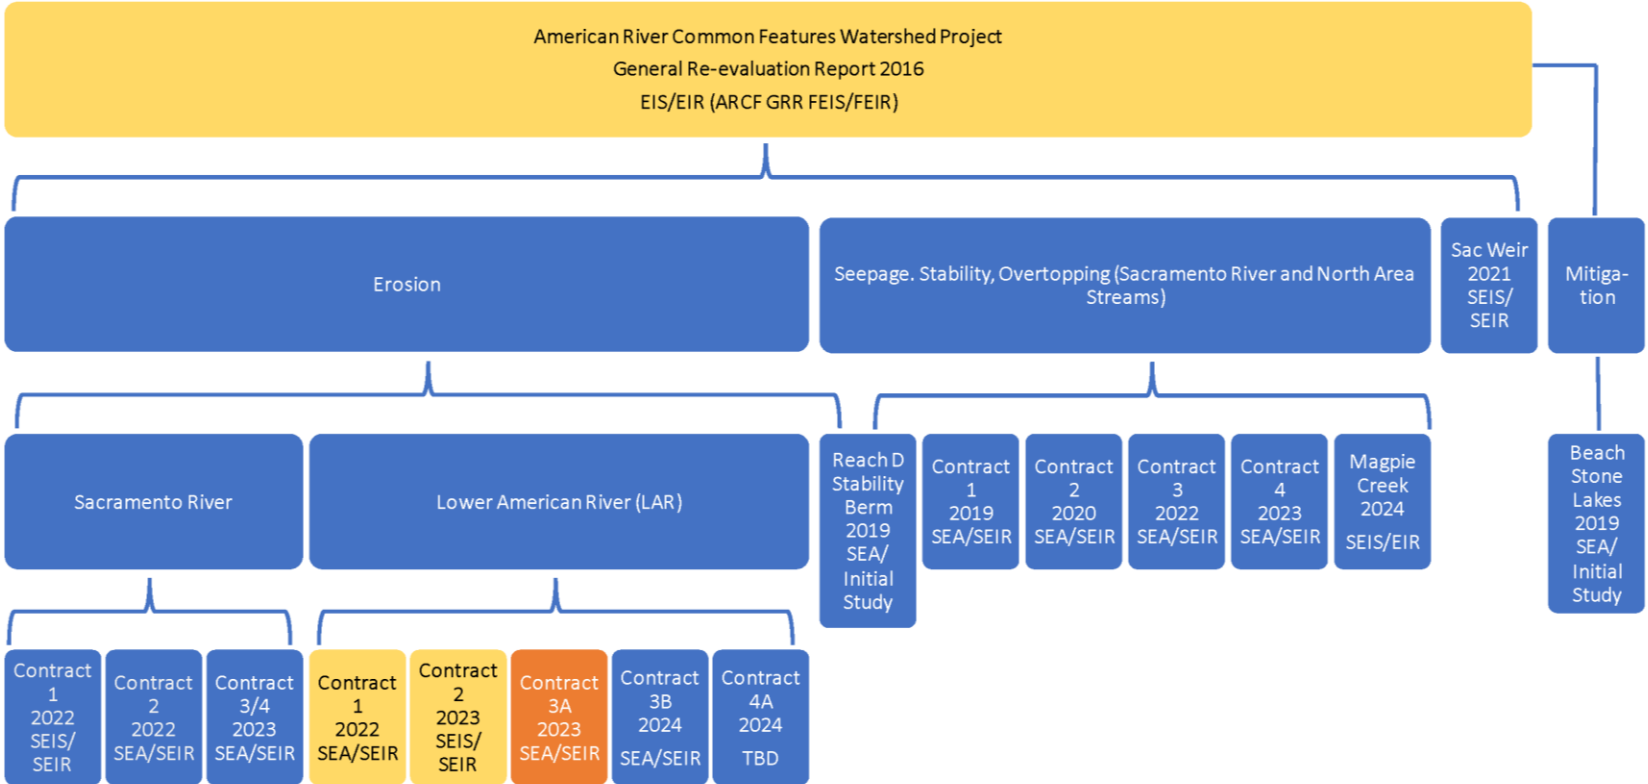 American River Common Features Watershed Project
General Re-evaluation Report 2016
EIS/EIR (ARCF GRR FEIS/FEIR)
Erosion
Seepage. Stability, Overtopping (Sacramento River and North Area
Streams)
Sac Weir
2021
SEIS/
SEIR
Mitiga-
tion
Sacramento River
Lower American River (LAR)
Reach D
Stability
Berm
2019
SEA/
Initial
Study
Contract
1
2019
SEA/SEIR
Contract
2
2020
SEA/SEIR
Contract
3
2022
SEA/SEIR
Contract
4
2023
SEA/SEIR
Magpie
Creek
2024
SEIS/EIR
Beach
Stone
Lakes
2019
SEA/
Initial
Study
Contract
1
2022
SEIS/
SEIR
Contract
2
2022
SEA/SEIR
Contract
3/4
2023
SEA/SEIR
Contract
1
2022
SEA/SEIR
Contract
2
2023
SEIS/
SEIR
Contract
3A
2023
SEA/SEIR
Contract
3B
2024
SEA/SEIR
Contract
4A
2024
TBD